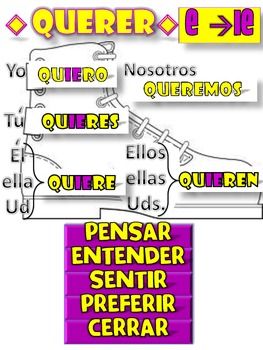 QUERER e → ie
Yo QUIERO
Nosotros QUEREMOS
Tú QUIERES
Él
ella QUIERE
Ud
Ellos
ellas QUIEREN
Uds.
PENSAR
ENTENDER
SENTIR
PREFERIR
CERRAR